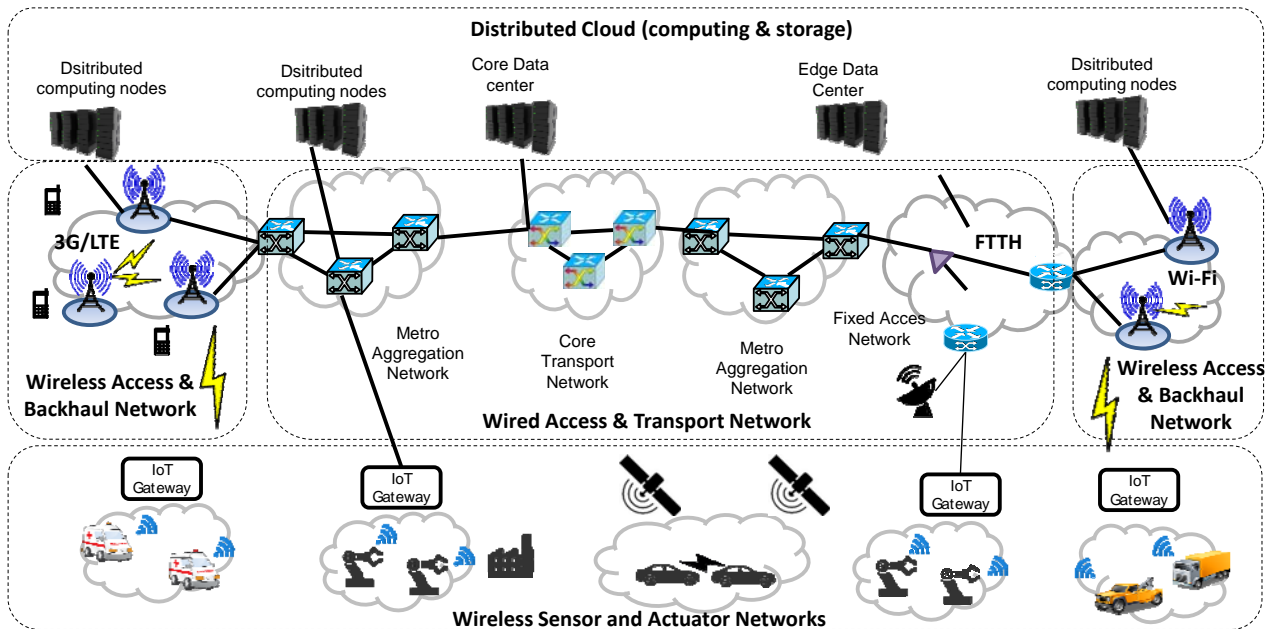 Distributed Cloud (computing & storage)
Dsitributed
computing nodes
Dsitributed
computing nodes
Core Data
center
Edge Data
Center
Dsitributed
computing nodes
3G/LTE
FTTH
Wi-Fi
Metro
Aggregation
Network
Core
Transport
Network
Metro
Aggregation
Network
Fixed Acces
Network
Wireless Access &
Backhaul Network
Wired Access & Transport Network
Wireless Access
& Backhaul
Network
IoT
Gateway
IoT
Gateway
IoT
Gateway
IoT
Gateway
Wireless Sensor and Actuator Networks